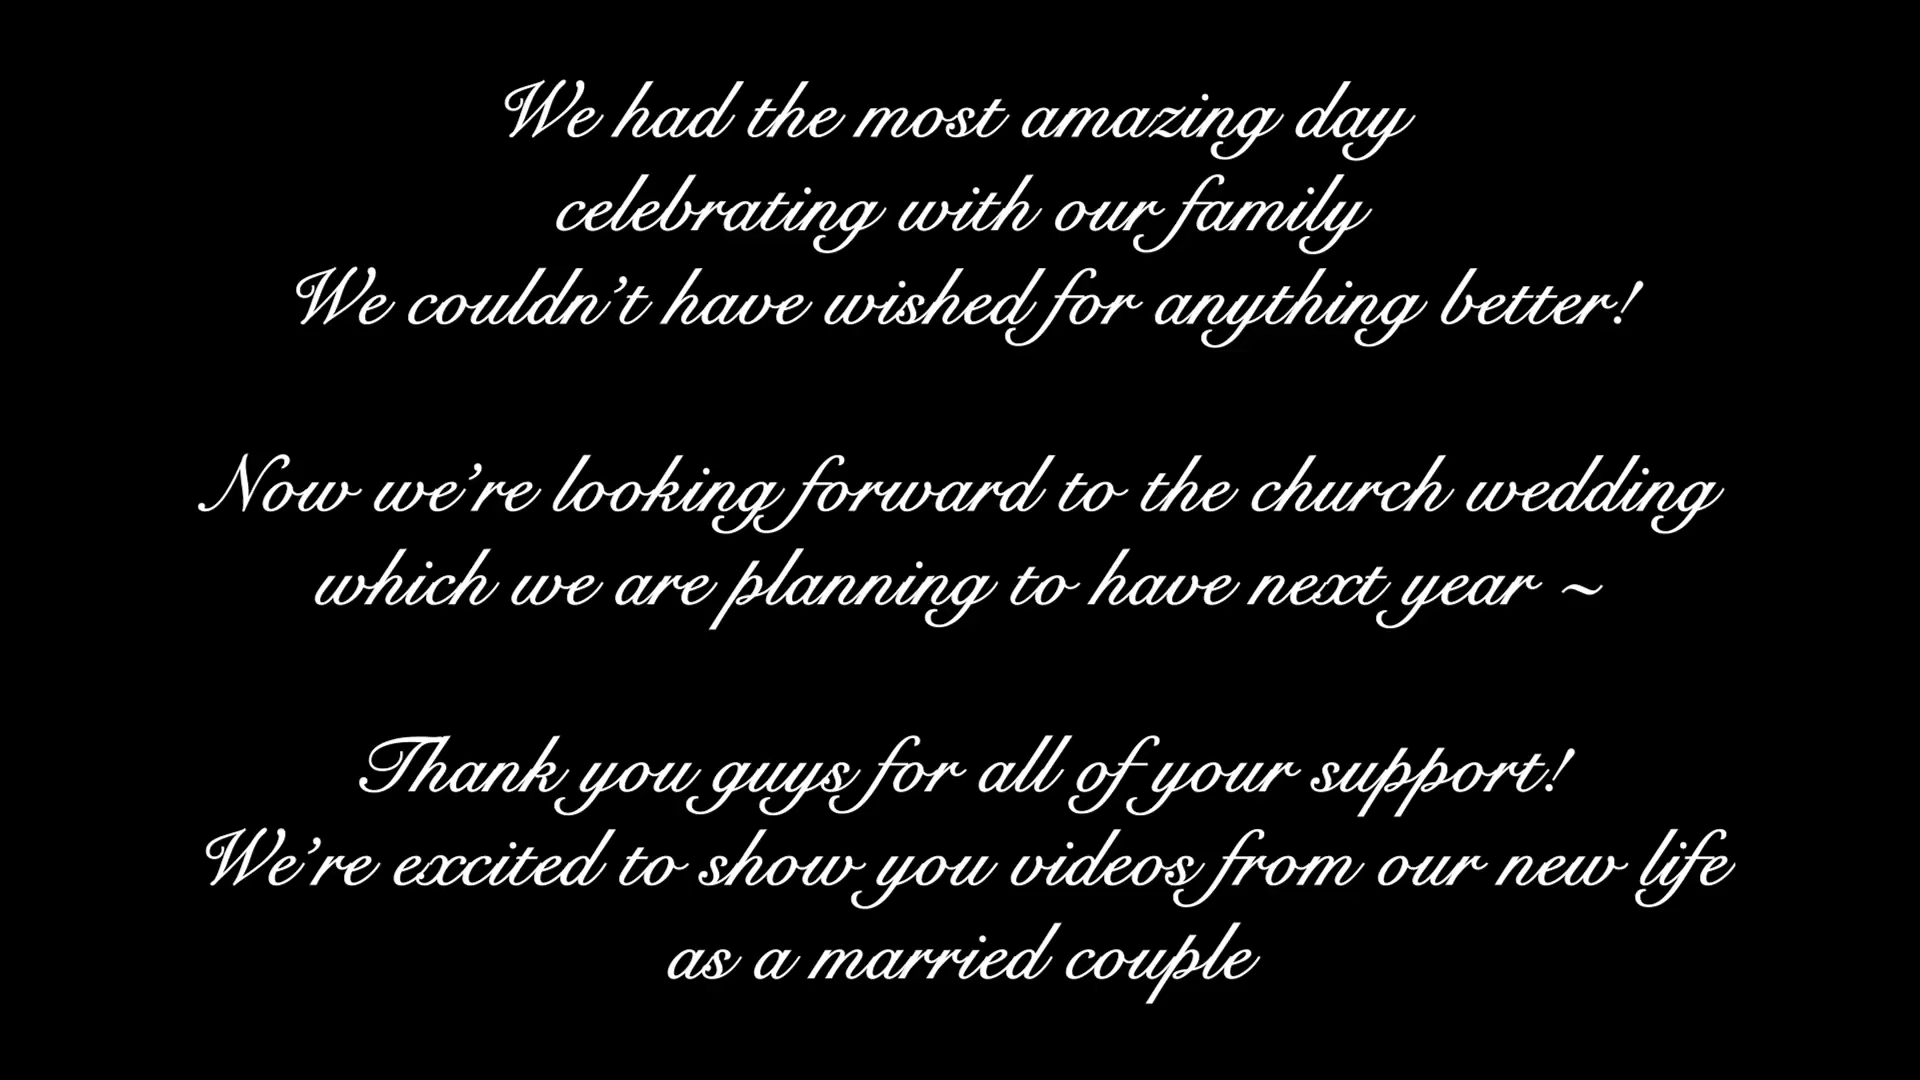 We had the most amazing day
celebrating with our family
We couldn’t have wished for anything better!
Now we’re looking forward to the church wedding
which we are planning to have next year ~
Thank you guys for all of your support!
We’re excited to show you videos from our new life
as a married couple